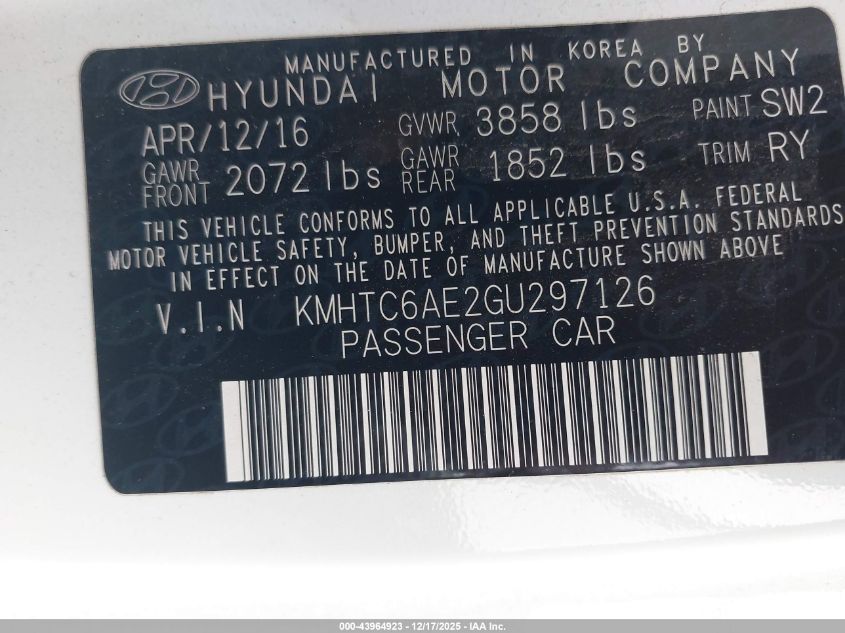 MANUFACTURED IN KOREA BY
HYUNDAI MOTOR COMPANY
APR/12/16 GVWR 3858 lbs PAINT SW2
GAWR FRONT 2072 lbs GAWR REAR 1852 lbs TRIM RY
THIS VEHICLE CONFORMS TO ALL APPLICABLE U.S.A. FEDERAL
MOTOR VEHICLE SAFETY, BUMPER, AND THEFT PREVENTION STANDARDS
IN EFFECT ON THE DATE OF MANUFACTURE SHOWN ABOVE
V.I.N KMHTC6AE2GU297126
PASSENGER CAR
000-43964923 - 12/17/2025 - IAA Inc.